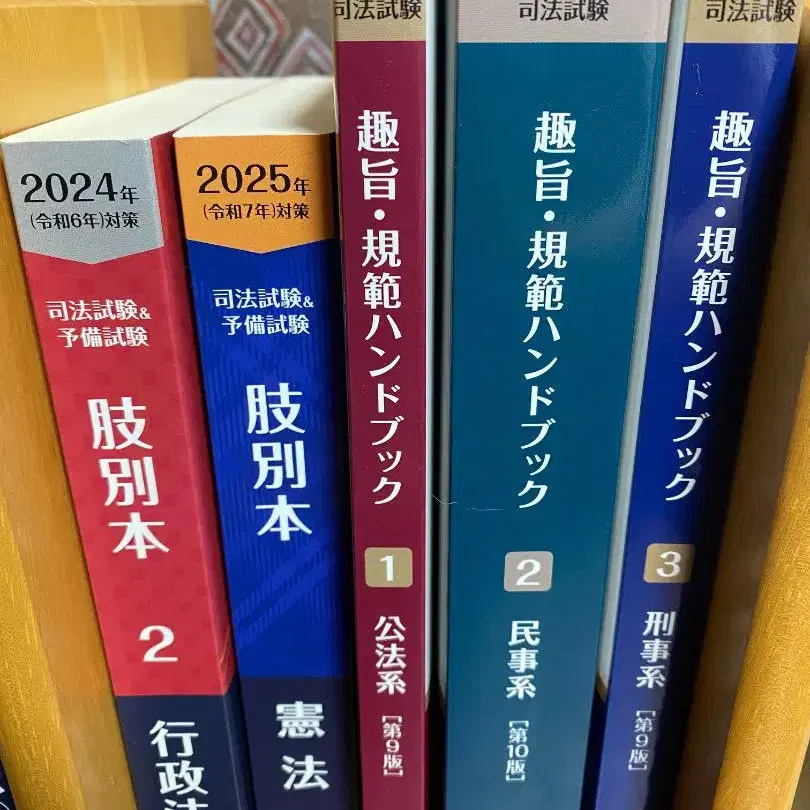 2024年
(令和6年)対策
司法試験&
予備試験
肢別本
2
行政法
2025年
(令和7年)対策
司法試験&
予備試験
肢別本
憲法
司法試験
趣旨・規範ハンドブック
1
公法系
[第9版]
司法試験
趣旨・規範ハンドブック
2
民事系
[第10版]
司法試験
趣旨・規範ハンドブック
3
刑事系
[第9版]